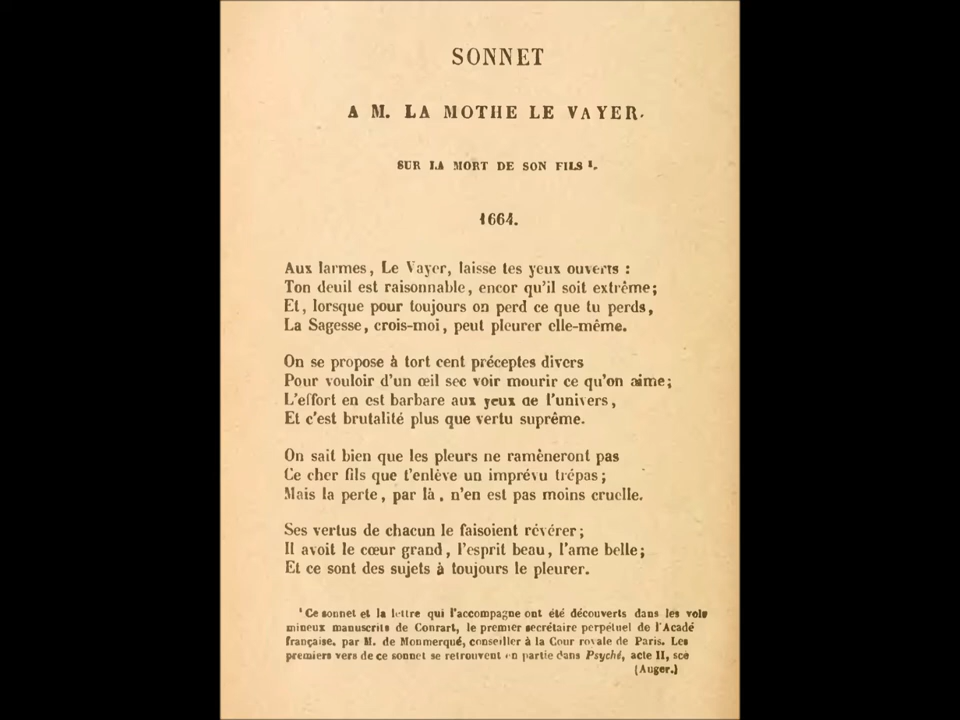 SONNET
A M. LA MOTHE LE VAYER.
SUR LA MORT DE SON FILS ¹.
1664.
Aux larmes, Le Vayer, laisse tes yeux ouverts :
Ton deuil est raisonnable, encor qu'il soit extrême;
Et, lorsque pour toujours on perd ce que tu perds,
La Sagesse, crois-moi, peut pleurer elle-même.
On se propose à tort cent préceptes divers
Pour vouloir d'un œil sec voir mourir ce qu'on aime;
L'effort en est barbare aux yeux de l'univers,
Et c'est brutalité plus que vertu suprême.
On sait bien que les pleurs ne ramèneront pas
Ce cher fils que t'enlève un imprévu trépas;
Mais la perte, par là, n'en est pas moins cruelle.
Ses vertus de chacun le faisoient révérer;
Il avoit le cœur grand, l'esprit beau, l'ame belle;
Et ce sont des sujets à toujours le pleurer.
¹ Ce sonnet et la lettre qui l'accompagne ont été découverts dans les volu
mineux manuscrits de Conrart, le premier secrétaire perpétuel de l'Acadé
française, par M. de Monmerqué, conseiller à la Cour royale de Paris. Les
premiers vers de ce sonnet se retrouvent en partie dans Psyché, acte II, scè
(Auger.)